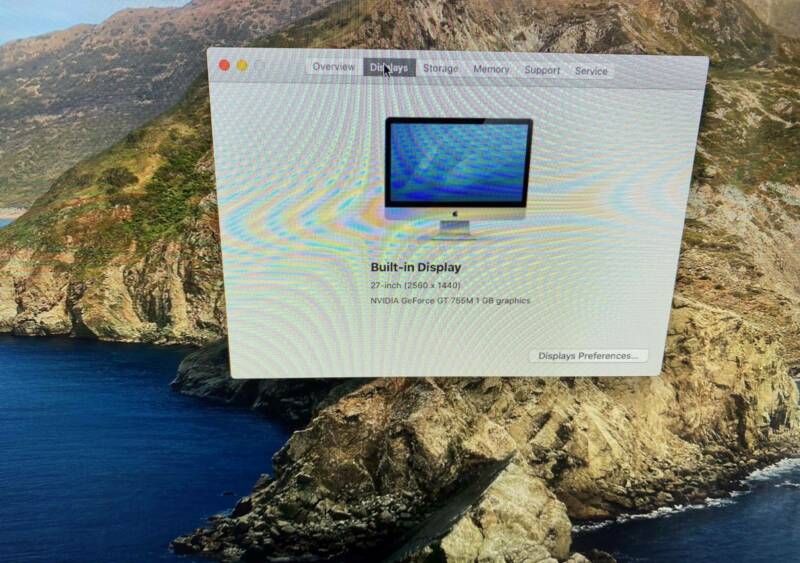 Overview Displays Storage Memory Support Service
Built-in Display
27-inch (2560 x 1440)
NVIDIA GeForce GT 755M 1 GB graphics
Displays Preferences...